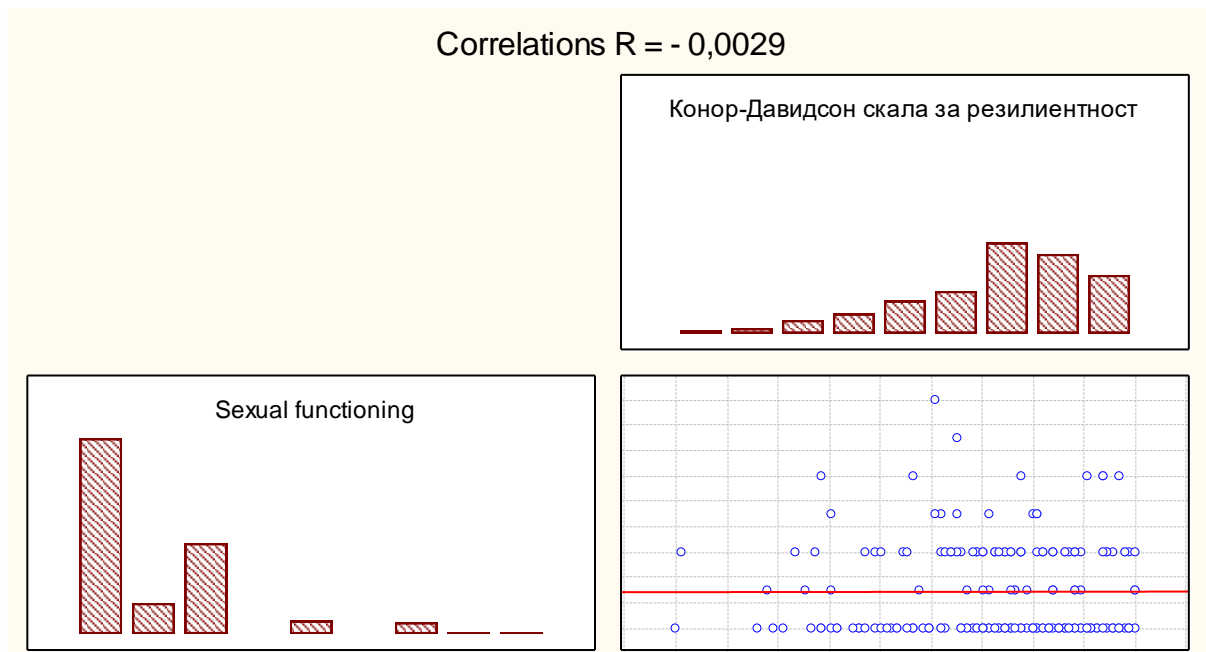 Correlations R = - 0,0029
Конор-Давидсон скала за резилиентност
Sexual functioning